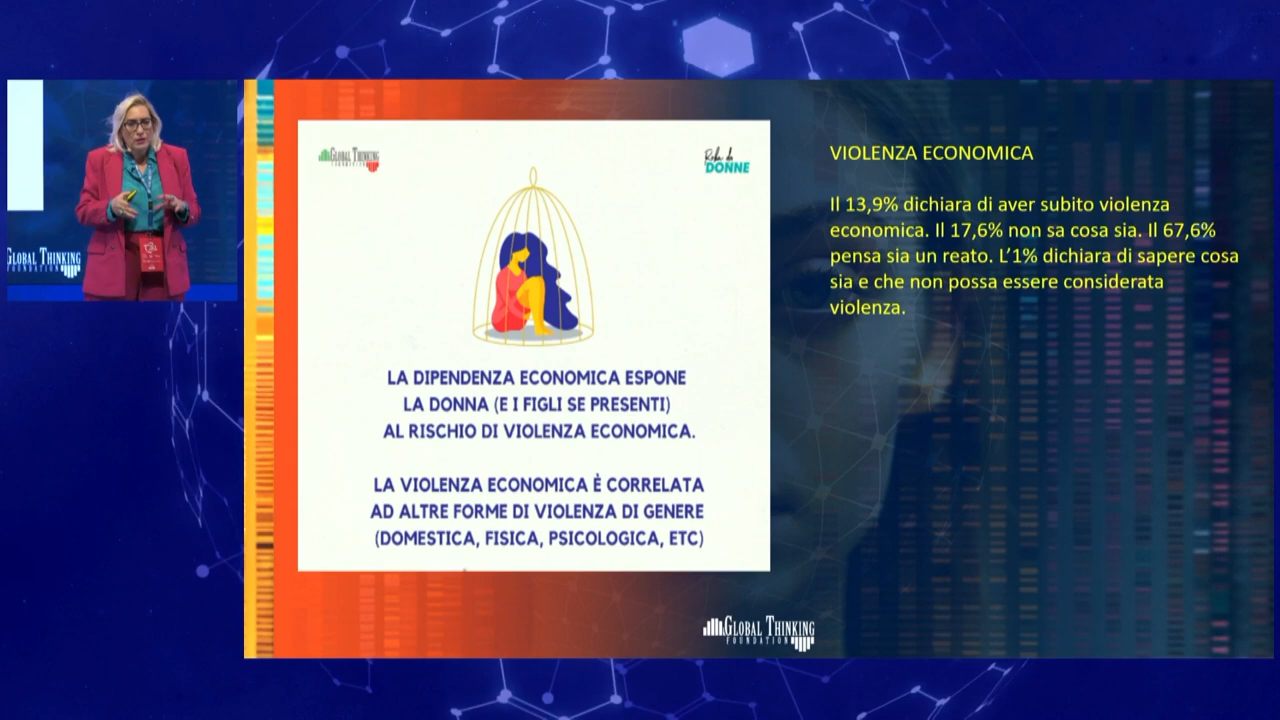 GLOBAL THINKING
FOUNDATION
GLOBAL THINKING
Roba da
DONNE
LA DIPENDENZA ECONOMICA ESPONE
LA DONNA (E I FIGLI SE PRESENTI)
AL RISCHIO DI VIOLENZA ECONOMICA.
LA VIOLENZA ECONOMICA È CORRELATA
AD ALTRE FORME DI VIOLENZA DI GENERE
(DOMESTICA, FISICA, PSICOLOGICA, ETC)
VIOLENZA ECONOMICA
Il 13,9% dichiara di aver subito violenza
economica. Il 17,6% non sa cosa sia. Il 67,6%
pensa sia un reato. L’1% dichiara di sapere cosa
sia e che non possa essere considerata
violenza.
GLOBAL THINKING
FOUNDATION